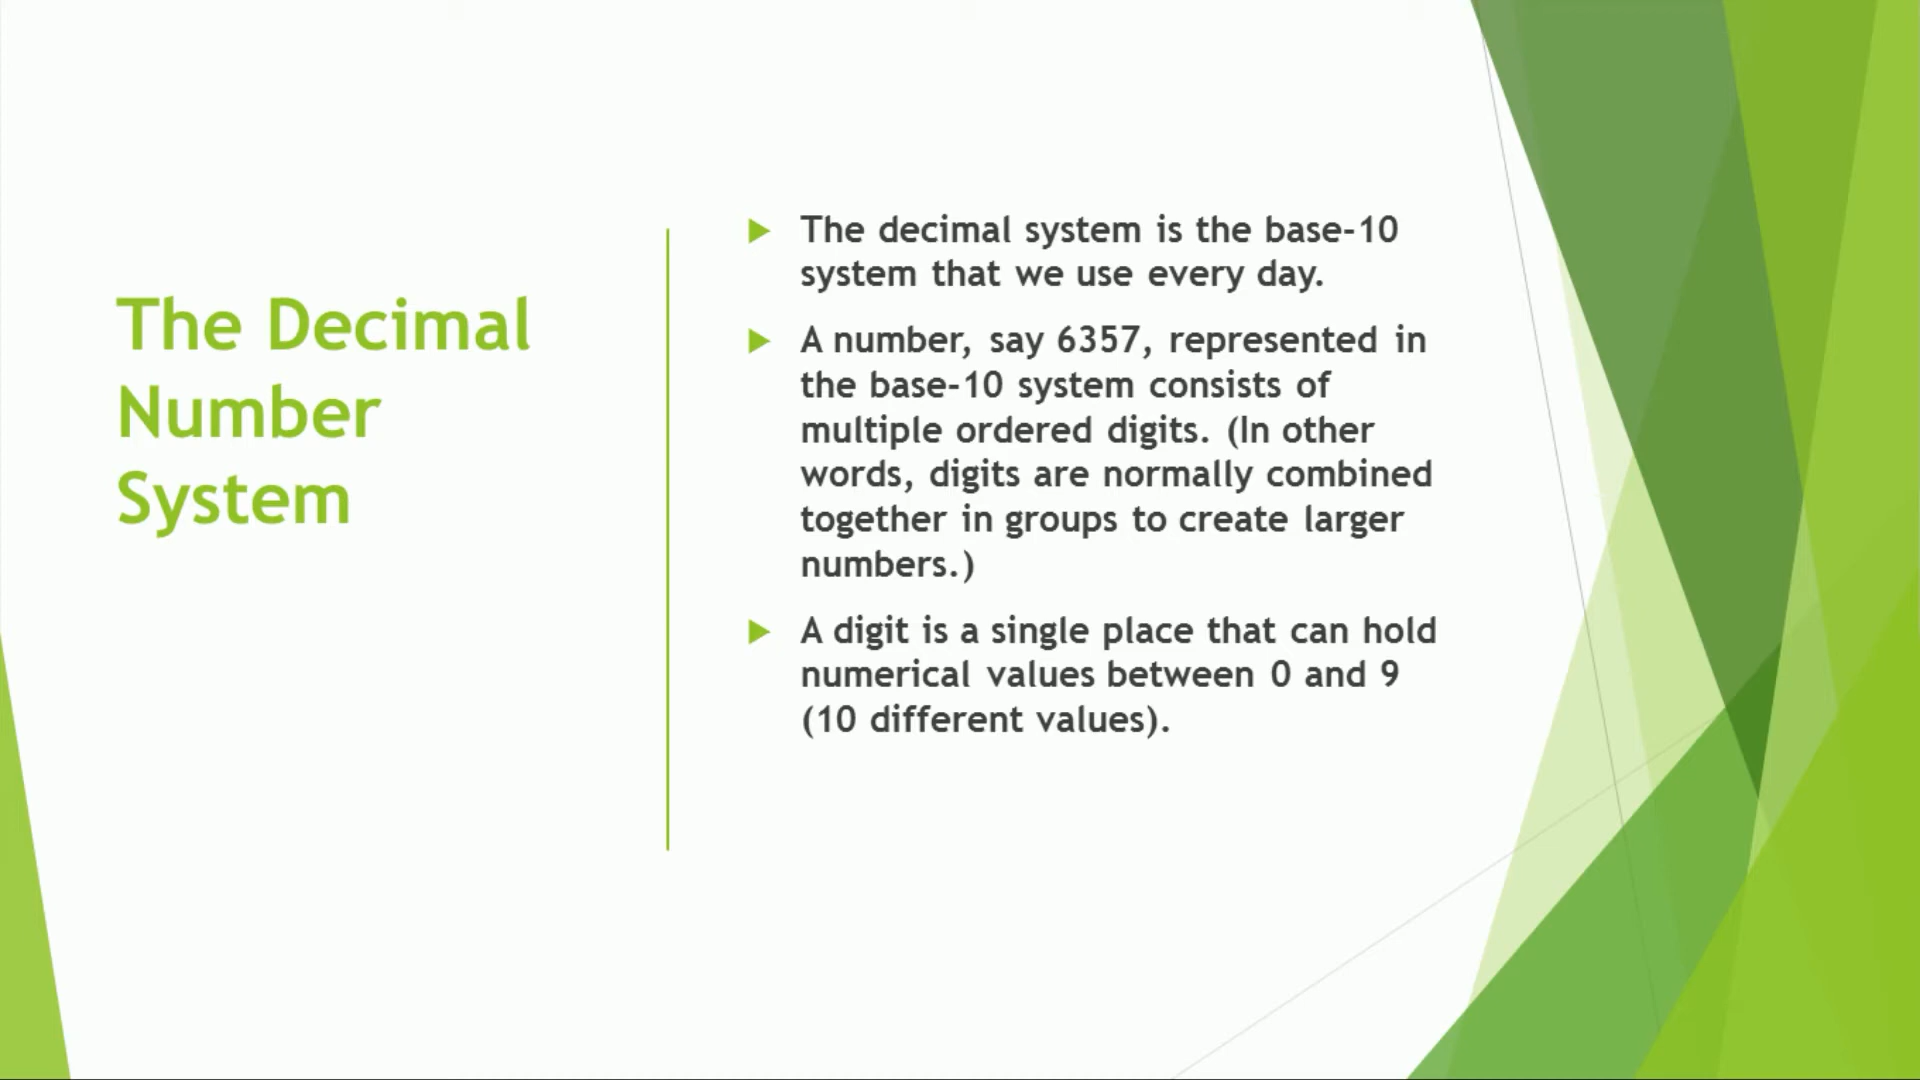 The Decimal
Number
System
The decimal system is the base-10
system that we use every day.
A number, say 6357, represented in
the base-10 system consists of
multiple ordered digits. (In other
words, digits are normally combined
together in groups to create larger
numbers.)
A digit is a single place that can hold
numerical values between 0 and 9
(10 different values).